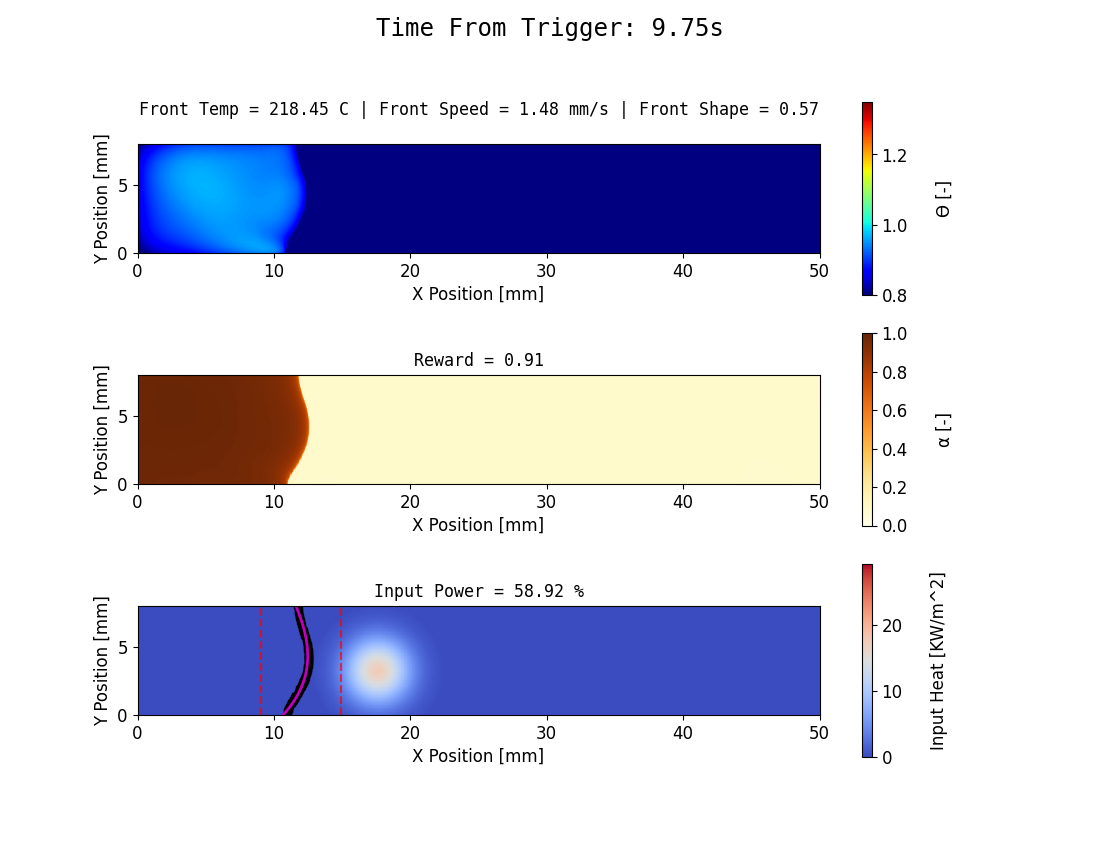 Time From Trigger: 9.75s
Front Temp = 218.45 C | Front Speed = 1.48 mm/s | Front Shape = 0.57
Y Position [mm]
5
0
0 10 20 30 40 50
X Position [mm]
1.2
1.0
0.8
Θ [-]
Reward = 0.91
Y Position [mm]
5
0
0 10 20 30 40 50
X Position [mm]
1.0
0.8
0.6
0.4
0.2
0.0
α [-]
Input Power = 58.92 %
Y Position [mm]
5
0
0 10 20 30 40 50
X Position [mm]
20
10
0
Input Heat [KW/m^2]